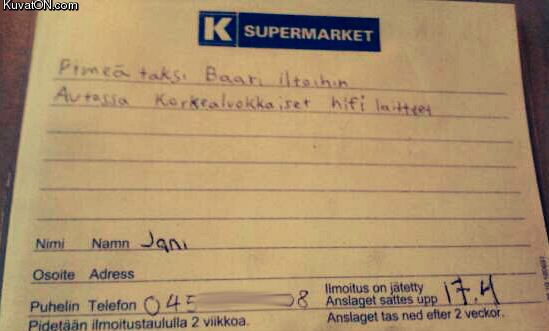 KuvatON.com
K SUPERMARKET
Pimeä taksi Baari iltoihin
Autossa Korkealuokkaiset hifi laitteet
Nimi Namn Jani
Osoite Adress
Puhelin Telefon 045 08
Ilmoitus on jätetty
Anslaget sattes upp 17.4
Pidetään ilmoitustaululla 2 viikkoa.
Anslaget tas ned efter 2 veckor.